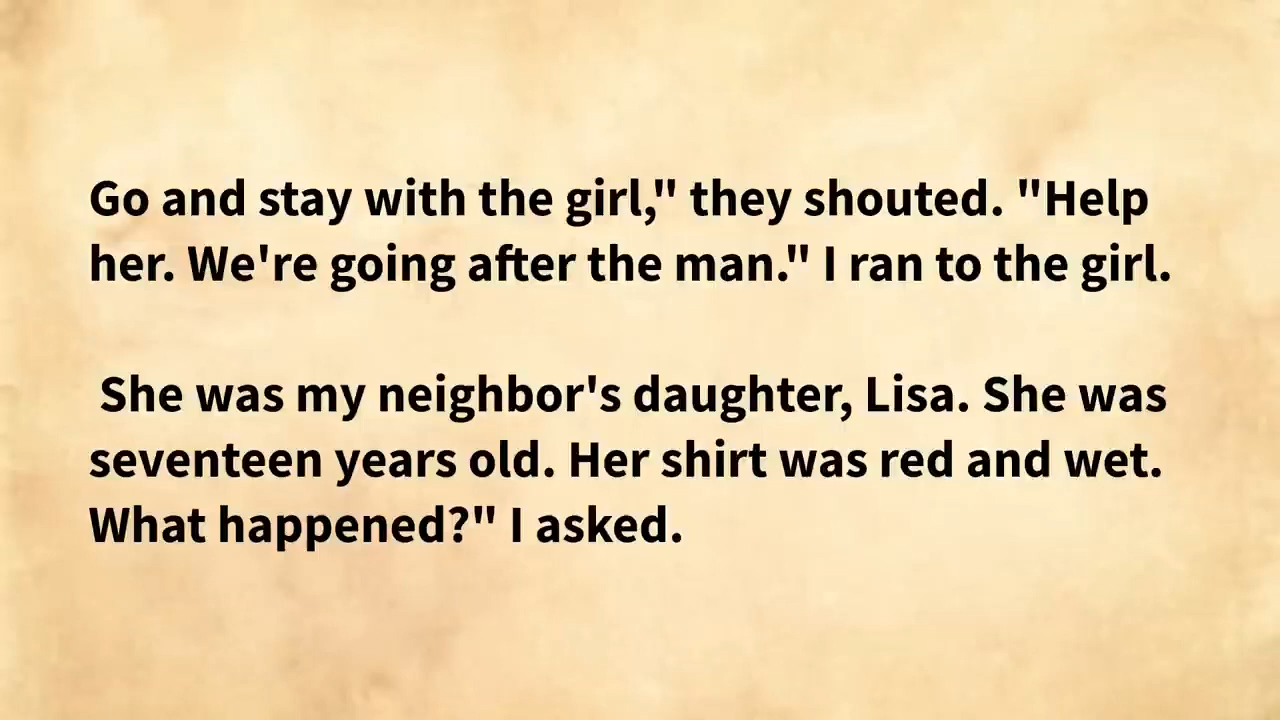 Go and stay with the girl," they shouted. "Help
her. We're going after the man." I ran to the girl.
She was my neighbor's daughter, Lisa. She was
seventeen years old. Her shirt was red and wet.
What happened?" I asked.